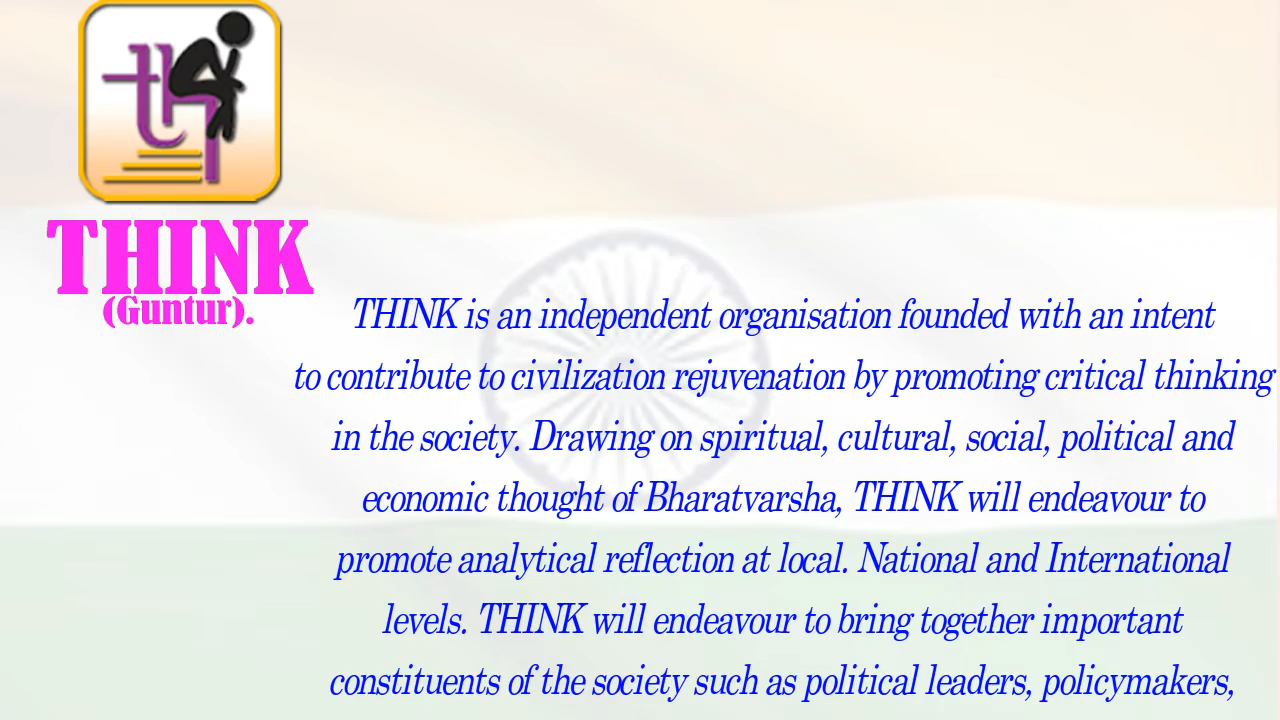 th
THINK
(Guntur).
THINK is an independent organisation founded with an intent
to contribute to civilization rejuvenation by promoting critical thinking
in the society. Drawing on spiritual, cultural, social, political and
economic thought of Bharatvarsha, THINK will endeavour to
promote analytical reflection at local. National and International
levels. THINK will endeavour to bring together important
constituents of the society such as political leaders, policymakers,